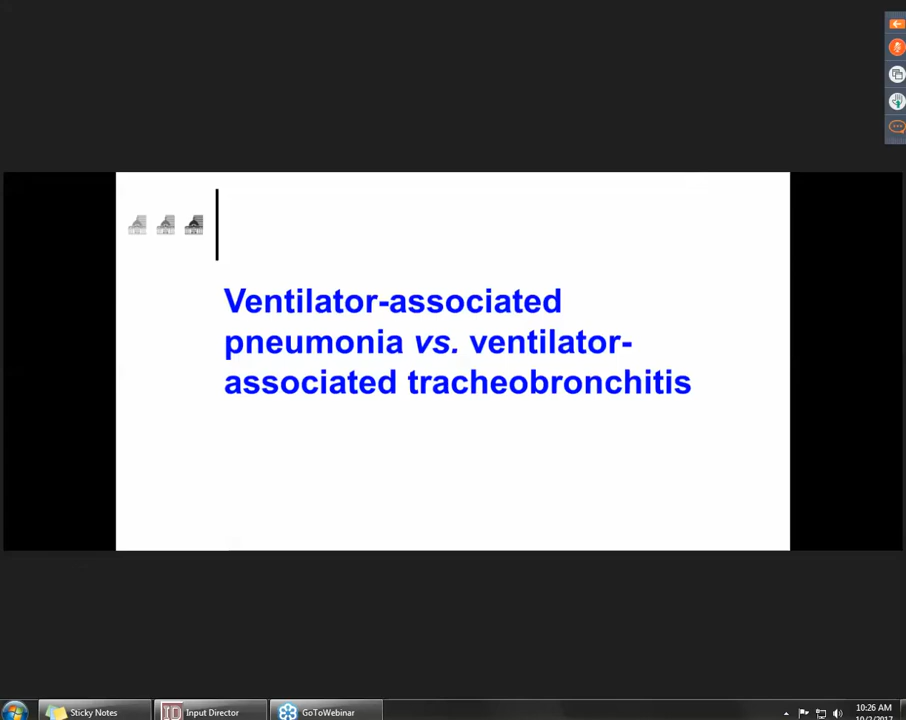 Ventilator-associated
pneumonia vs. ventilator-
associated tracheobronchitis
10:26 AM
Sticky Notes
Input Director
GoToWebinar